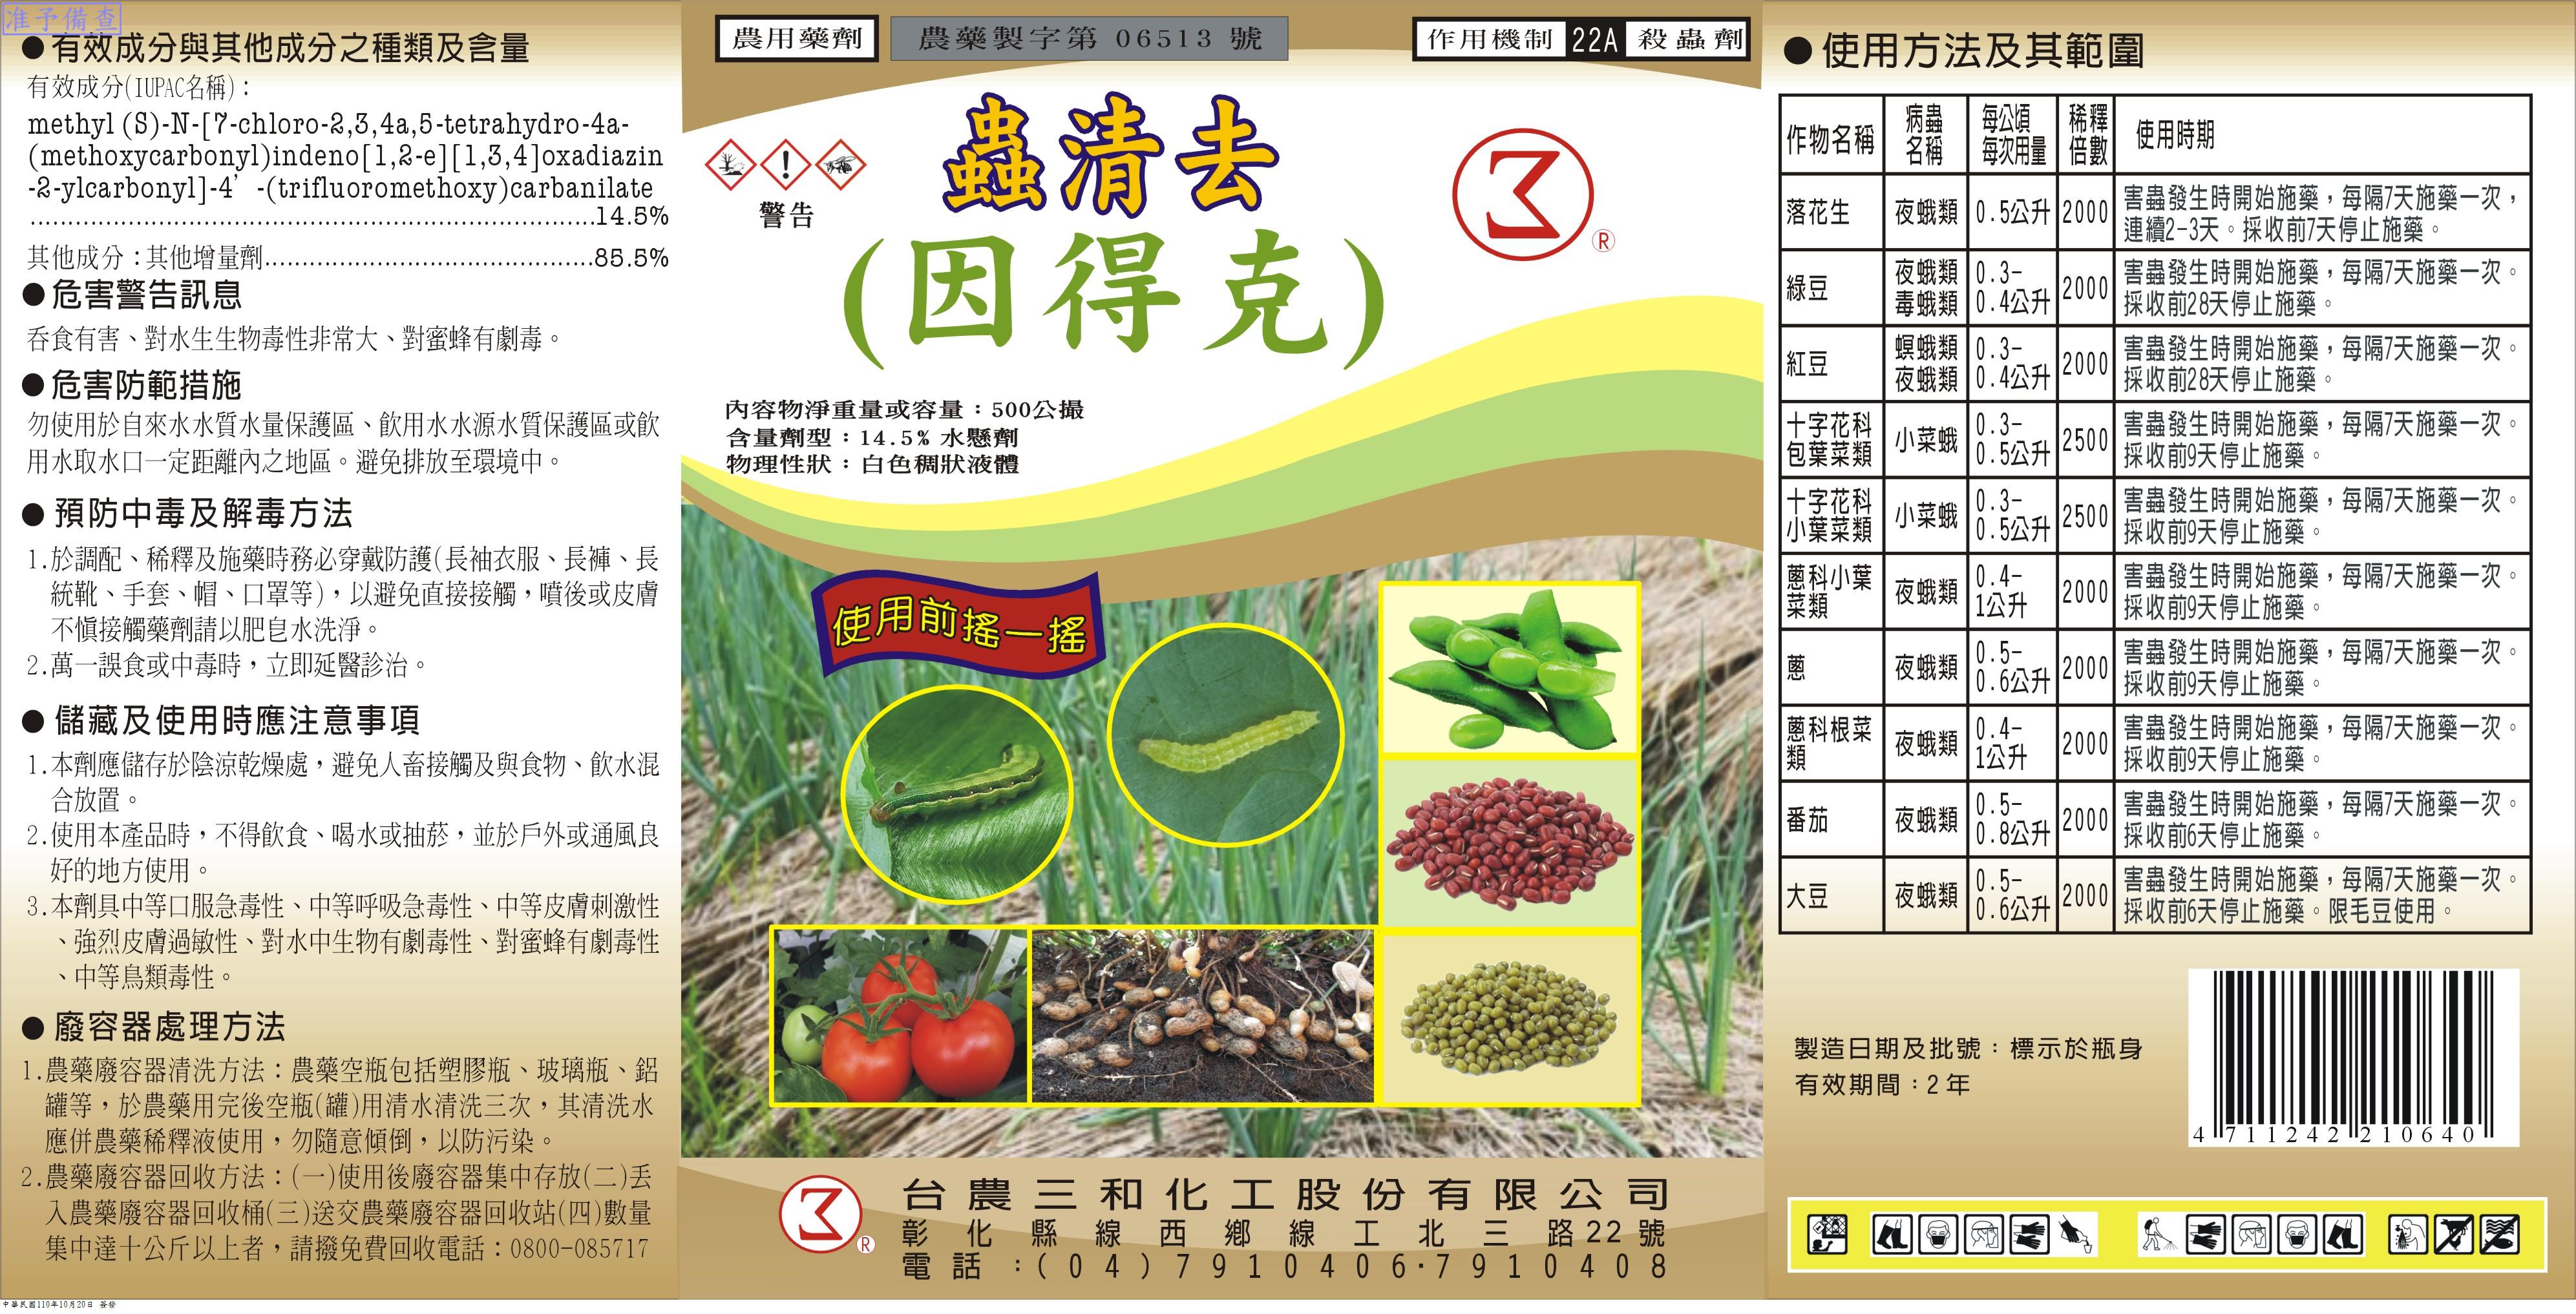 准予備查
●有效成分與其他成分之種類及含量
有效成分(IUPAC名稱)：
methyl (S)-N-[7-chloro-2,3,4a,5-tetrahydro-4a-
(methoxycarbonyl)indeno[1,2-e][1,3,4]oxadiazin
-2-ylcarbonyl]-4'-(trifluoromethoxy)carbanilate
......................................................................14.5%
其他成分：其他增量劑..........................................85.5%
●危害警告訊息
吞食有害、對水生生物毒性非常大、對蜜蜂有劇毒。
●危害防範措施
勿使用於自來水水質水量保護區、飲用水水源水質保護區或飲
用水取水口一定距離內之地區。避免排放至環境中。
●預防中毒及解毒方法
1.於調配、稀釋及施藥時務必穿戴防護(長袖衣服、長褲、長
統靴、手套、帽、口罩等)，以避免直接接觸，噴後或皮膚
不慎接觸藥劑請以肥皂水洗淨。
2.萬一誤食或中毒時，立即延醫診治。
●儲藏及使用時應注意事項
1.本劑應儲存於陰涼乾燥處，避免人畜接觸及與食物、飲水混
合放置。
2.使用本產品時，不得飲食、喝水或抽菸，並於戶外或通風良
好的地方使用。
3.本劑具中等口服急毒性、中等呼吸急毒性、中等皮膚刺激性
、強烈皮膚過敏性、對水中生物有劇毒性、對蜜蜂有劇毒性
、中等鳥類毒性。
●廢容器處理方法
1.農藥廢容器清洗方法：農藥空瓶包括塑膠瓶、玻璃瓶、鋁
罐等，於農藥用完後空瓶(罐)用清水清洗三次，其清洗水
應併農藥稀釋液使用，勿隨意傾倒，以防污染。
2.農藥廢容器回收方法：(一)使用後廢容器集中存放(二)丟
入農藥廢容器回收桶(三)送交農藥廢容器回收站(四)數量
集中達十公斤以上者，請撥免費回收電話：0800-085717
中華民國110年10月20日 簽發
農用藥劑
農藥製字第 06513 號
作用機制 22A 殺蟲劑
警告
蟲清去
(因得克)
®
內容物淨重量或容量：500公撮
含量劑型：14.5% 水懸劑
物理性狀：白色稠狀液體
使用前搖一搖
®
台農三和化工股份有限公司
彰化縣線西鄉線工北三路22號
電話:(04)7910406·7910408
●使用方法及其範圍
作物名稱 病蟲名稱 每公頃每次用量 稀釋倍數 使用時期
落花生 夜蛾類 0.5公升 2000 害蟲發生時開始施藥，每隔7天施藥一次，
連續2-3天。採收前7天停止施藥。
綠豆 夜蛾類 毒蛾類 0.3-0.4公升 2000 害蟲發生時開始施藥，每隔7天施藥一次。
採收前28天停止施藥。
紅豆 螟蛾類 夜蛾類 0.3-0.4公升 2000 害蟲發生時開始施藥，每隔7天施藥一次。
採收前28天停止施藥。
十字花科包葉菜類 小菜蛾 0.3-0.5公升 2500 害蟲發生時開始施藥，每隔7天施藥一次。
採收前9天停止施藥。
十字花科小葉菜類 小菜蛾 0.3-0.5公升 2500 害蟲發生時開始施藥，每隔7天施藥一次。
採收前9天停止施藥。
蔥科小葉菜類 夜蛾類 0.4-1公升 2000 害蟲發生時開始施藥，每隔7天施藥一次。
採收前9天停止施藥。
蔥 夜蛾類 0.5-0.6公升 2000 害蟲發生時開始施藥，每隔7天施藥一次。
採收前9天停止施藥。
蔥科根菜類 夜蛾類 0.4-1公升 2000 害蟲發生時開始施藥，每隔7天施藥一次。
採收前9天停止施藥。
番茄 夜蛾類 0.5-0.8公升 2000 害蟲發生時開始施藥，每隔7天施藥一次。
採收前6天停止施藥。
大豆 夜蛾類 0.5-0.6公升 2000 害蟲發生時開始施藥，每隔7天施藥一次。
採收前6天停止施藥。限毛豆使用。
製造日期及批號：標示於瓶身
有效期間：2年
4 711242 210640